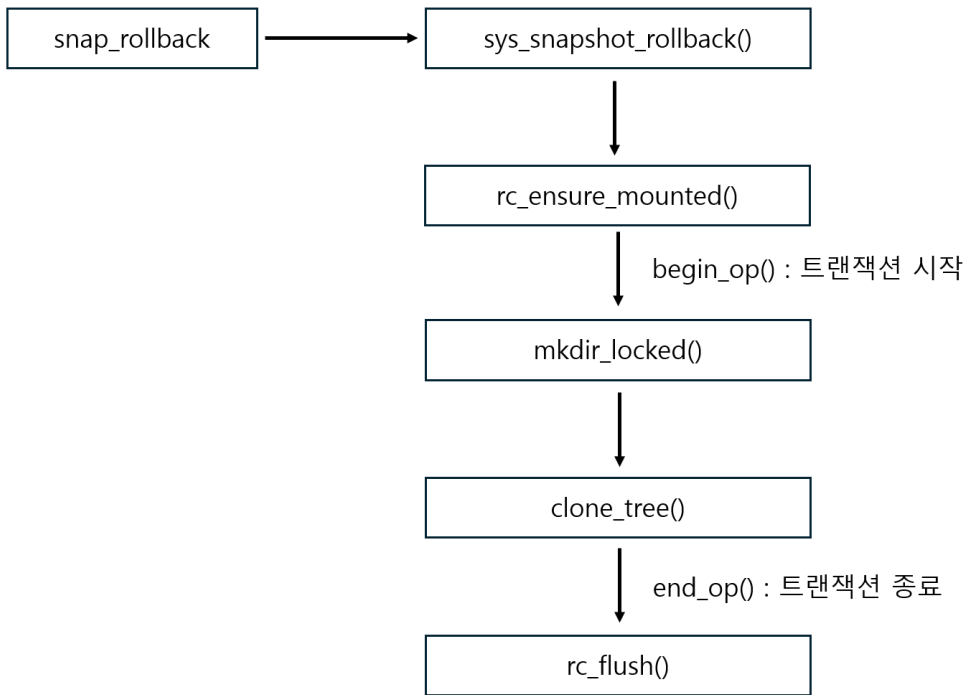 snap_rollback
sys_snapshot_rollback()
rc_ensure_mounted()
begin_op() : 트랜잭션 시작
mkdir_locked()
clone_tree()
end_op() : 트랜잭션 종료
rc_flush()